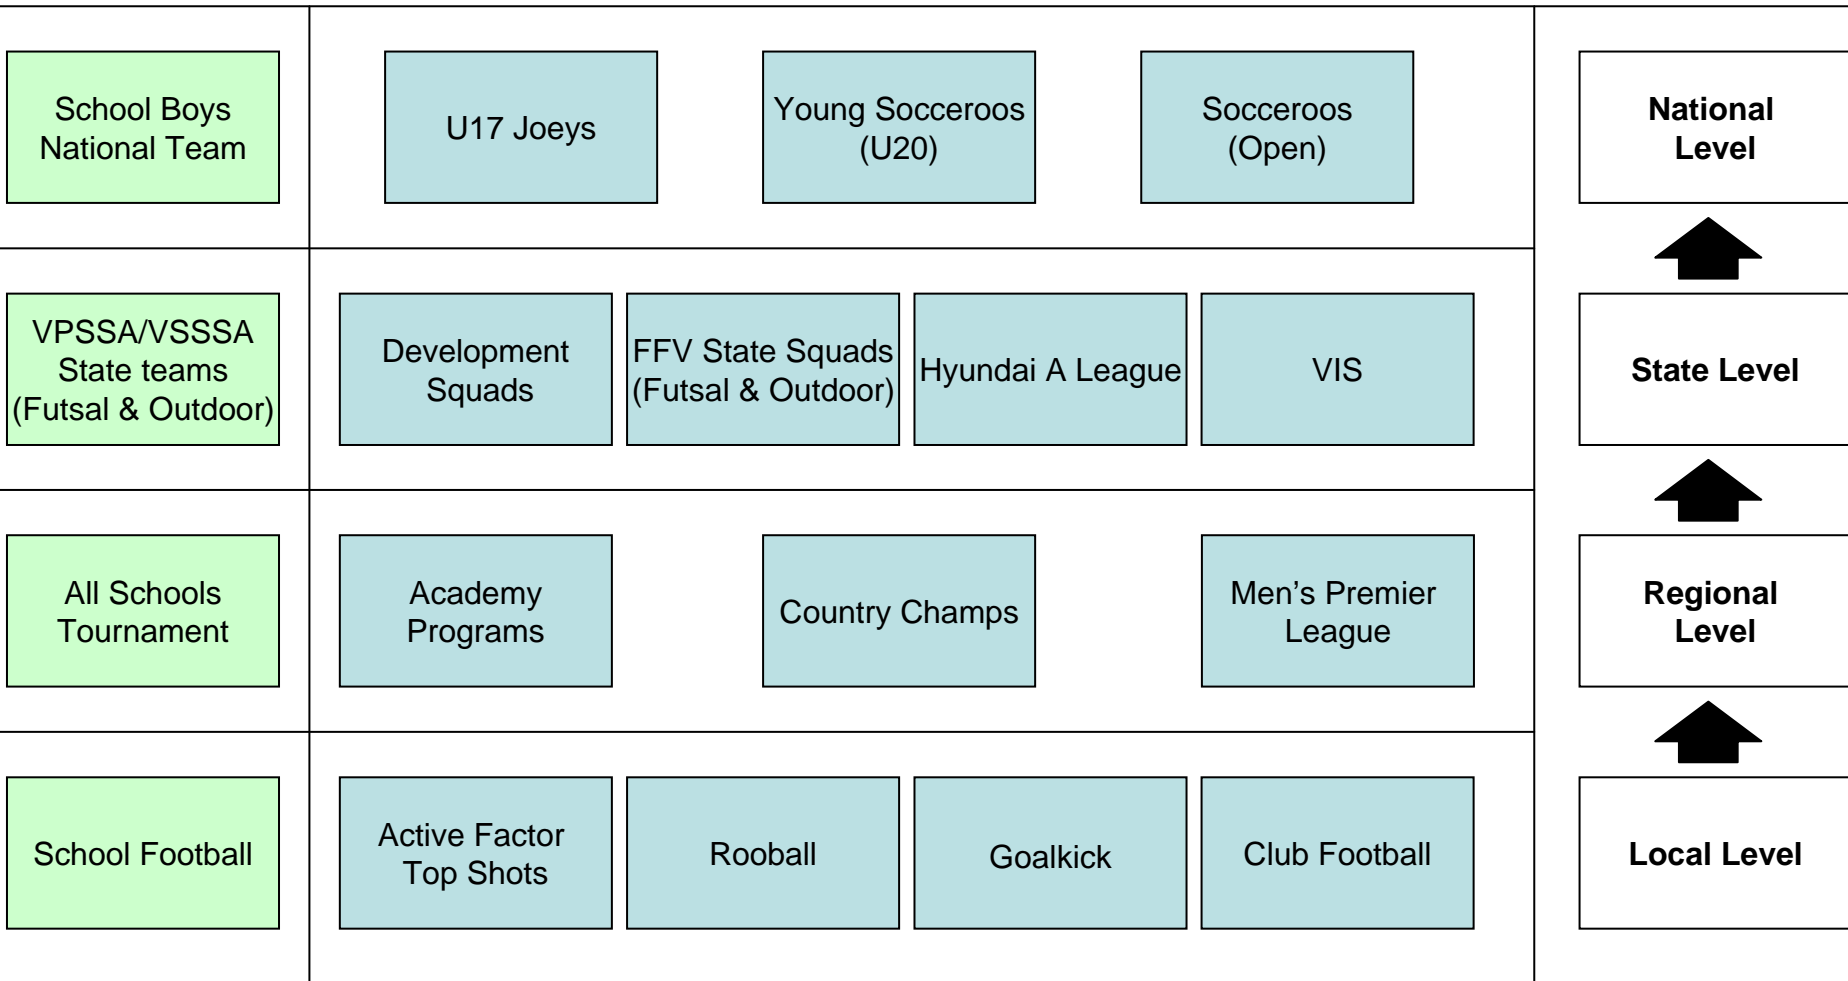 School Boys
National Team
U17 Joeys
Young Socceroos
(U20)
Socceroos
(Open)
National
Level
VPSSA/VSSSA
State teams
(Futsal & Outdoor)
Development
Squads
FFV State Squads
(Futsal & Outdoor)
Hyundai A League
VIS
State Level
All Schools
Tournament
Academy
Programs
Country Champs
Men’s Premier
League
Regional
Level
School Football
Active Factor
Top Shots
Rooball
Goalkick
Club Football
Local Level